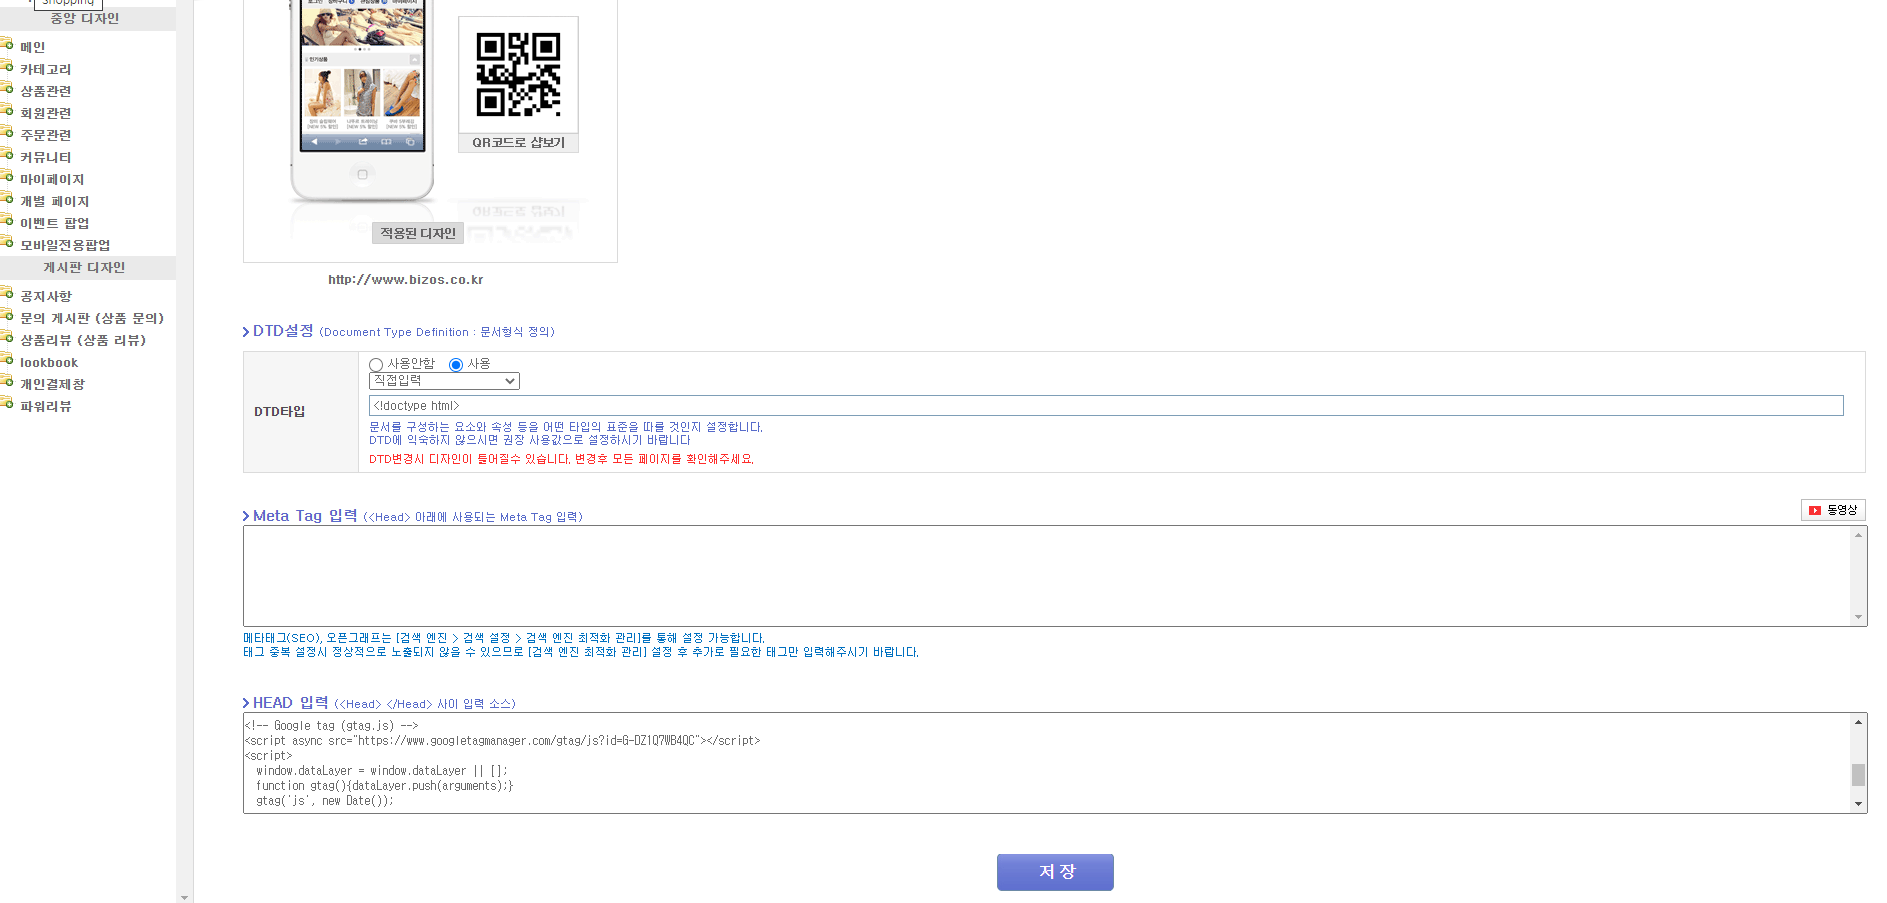 Shopping
중앙 디자인
메인
카테고리
상품관련
회원관련
주문관련
커뮤니티
마이페이지
개별 페이지
이벤트 팝업
모바일전용팝업
게시판 디자인
공지사항
문의 게시판 (상품 문의)
상품리뷰 (상품 리뷰)
lookbook
개인결제창
파워리뷰
인기상품
[NEW 5% 할인]
[NEW 5% 할인]
[NEW 5% 할인]
QR코드로 샵보기
적용된 디자인
http://www.bizos.co.kr
DTD설정 (Document Type Definition : 문서형식 정의)
DTD타입
사용안함 사용
직접입력
<!doctype html>
문서를 구성하는 요소와 속성 등을 어떤 타입의 표준을 따를 것인지 설정합니다.
DTD에 익숙하지 않으시면 권장 사용값으로 설정하시기 바랍니다
DTD변경시 디자인이 틀어질수 있습니다. 변경후 모든 페이지를 확인해주세요.
Meta Tag 입력 (<Head> 아래에 사용되는 Meta Tag 입력)
동영상
메타태그(SEO), 오픈그래프는 [검색 엔진 > 검색 설정 > 검색 엔진 최적화 관리]를 통해 설정 가능합니다.
태그 중복 설정시 정상적으로 노출되지 않을 수 있으므로 [검색 엔진 최적화 관리] 설정 후 추가로 필요한 태그만 입력해주시기 바랍니다.
HEAD 입력 (<Head> </Head> 사이 입력 소스)
<!-- Google tag (gtag.js) -->
<script async src="https://www.googletagmanager.com/gtag/js?id=G-DZ1Q7WB4QC"></script>
<script>
window.dataLayer = window.dataLayer || [];
function gtag(){dataLayer.push(arguments);}
gtag('js', new Date());
저장